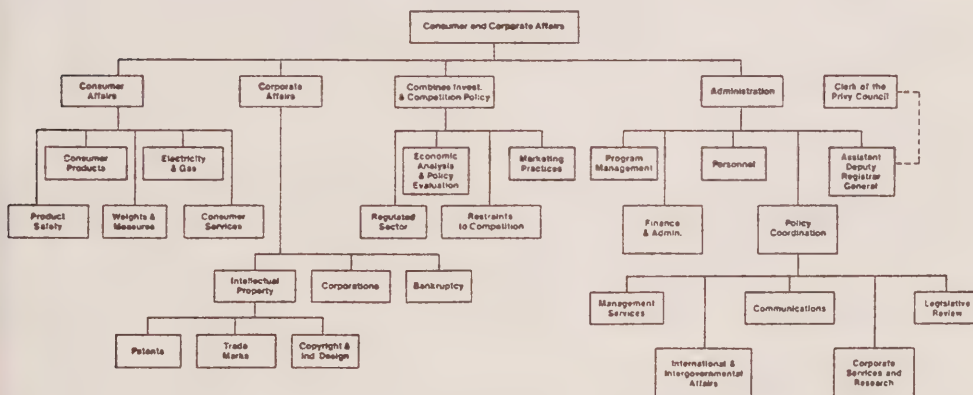 Consumer and Corporate Affairs
Consumer
Affairs
Corporate
Affairs
Combines Invest.
& Competition Policy
Administration
Clerk of the
Privy Council
Consumer
Products
Electricity
& Gas
Economic
Analysis
& Policy
Evaluation
Marketing
Practices
Program
Management
Personnel
Assistant
Deputy
Registrar
General
Product
Safety
Weights &
Measures
Consumer
Services
Regulated
Sector
Restraints
to Competition
Finance
& Admin.
Policy
Coordination
Intellectual
Property
Corporations
Bankruptcy
Management
Services
Communications
Legislative
Review
Patents
Trade
Marks
Copyright &
Ind. Design
International &
Intergovernmental
Affairs
Corporate
Services and
Research